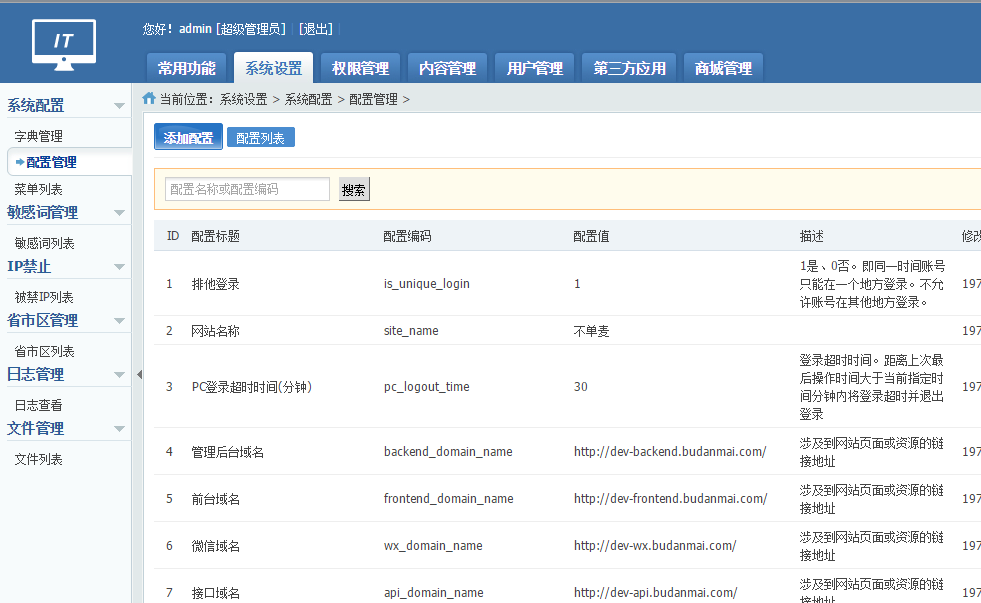 IT
您好！admin [超级管理员] [退出]
常用功能 系统设置 权限管理 内容管理 用户管理 第三方应用 商城管理
系统配置
字典管理
配置管理
菜单列表
敏感词管理
敏感词列表
IP禁止
被禁IP列表
省市区管理
省市区列表
日志管理
日志查看
文件管理
文件列表
当前位置：系统设置 > 系统配置 > 配置管理 >
添加配置 配置列表
配置名称或配置编码 搜索
ID 配置标题 配置编码 配置值 描述 修改
1 排他登录 is_unique_login 1 1是、0否。即同一时间账号
只能在一个地方登录。不允
许账号在其他地方登录。 197
2 网站名称 site_name 不单麦 197
3 PC登录超时时间(分钟) pc_logout_time 30 登录超时时间。距离上次最
后操作时间大于当前指定时
间分钟内将登录超时并退出
登录 197
4 管理后台域名 backend_domain_name http://dev-backend.budanmai.com/ 涉及到网站页面或资源的链
接地址 197
5 前台域名 frontend_domain_name http://dev-frontend.budanmai.com/ 涉及到网站页面或资源的链
接地址 197
6 微信域名 wx_domain_name http://dev-wx.budanmai.com/ 涉及到网站页面或资源的链
接地址 197
7 接口域名 api_domain_name http://dev-api.budanmai.com/ 涉及到网站页面或资源的链
接地址 197